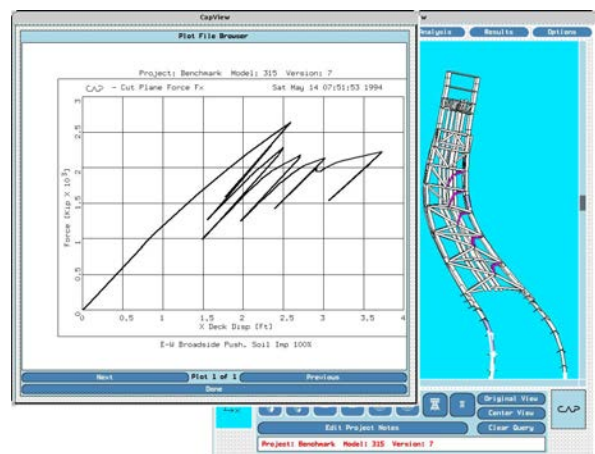 CapView
Plot File Browser
Project: Benchmark Model: 315 Version: 7
CAP - Cut Plane Force Fx Sat May 14 07:51:53 1994
Force [Kip X 10³]
3
2.5
2
1.5
1
0.5
0
0 0.5 1 1.5 2 2.5 3 3.5 4
X Deck Disp [Ft]
E-W Broadside Push, Soil Imp 100%
Next Plot 1 of 1 Previous
Done
w
Analysis Results Options
Original View
Center View
Edit Project Notes Clear Query
CAP
Project: Benchmark Model: 315 Version: 7